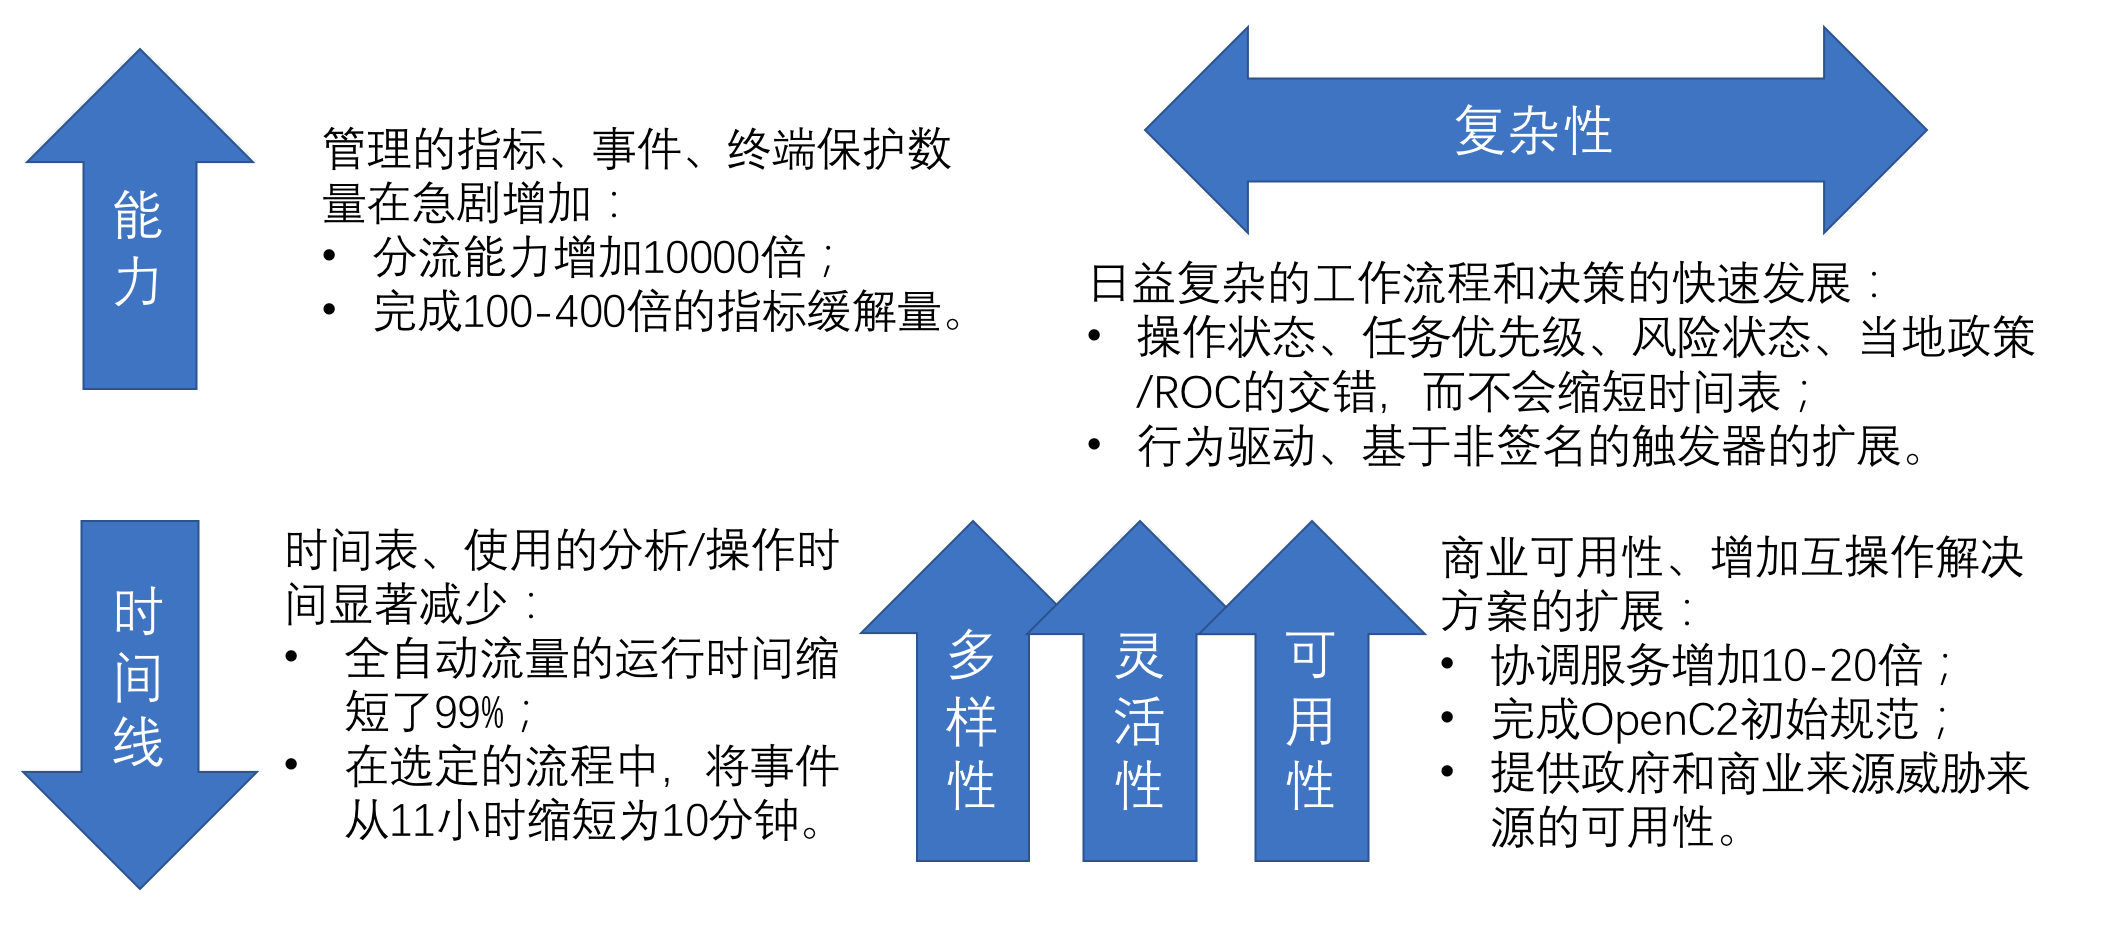 能力
管理的指标、事件、终端保护数
量在急剧增加：
• 分流能力增加10000倍；
• 完成100-400倍的指标缓解量。
复杂性
日益复杂的工作流程和决策的快速发展：
• 操作状态、任务优先级、风险状态、当地政策
/ROC的交错，而不会缩短时间表；
• 行为驱动、基于非签名的触发器的扩展。
时间线
时间表、使用的分析/操作时
间显著减少：
• 全自动流量的运行时间缩
短了99%；
• 在选定的流程中，将事件
从11小时缩短为10分钟。
多样性
灵活性
可用性
商业可用性、增加互操作解决
方案的扩展：
• 协调服务增加10-20倍；
• 完成OpenC2初始规范；
• 提供政府和商业来源威胁来
源的可用性。